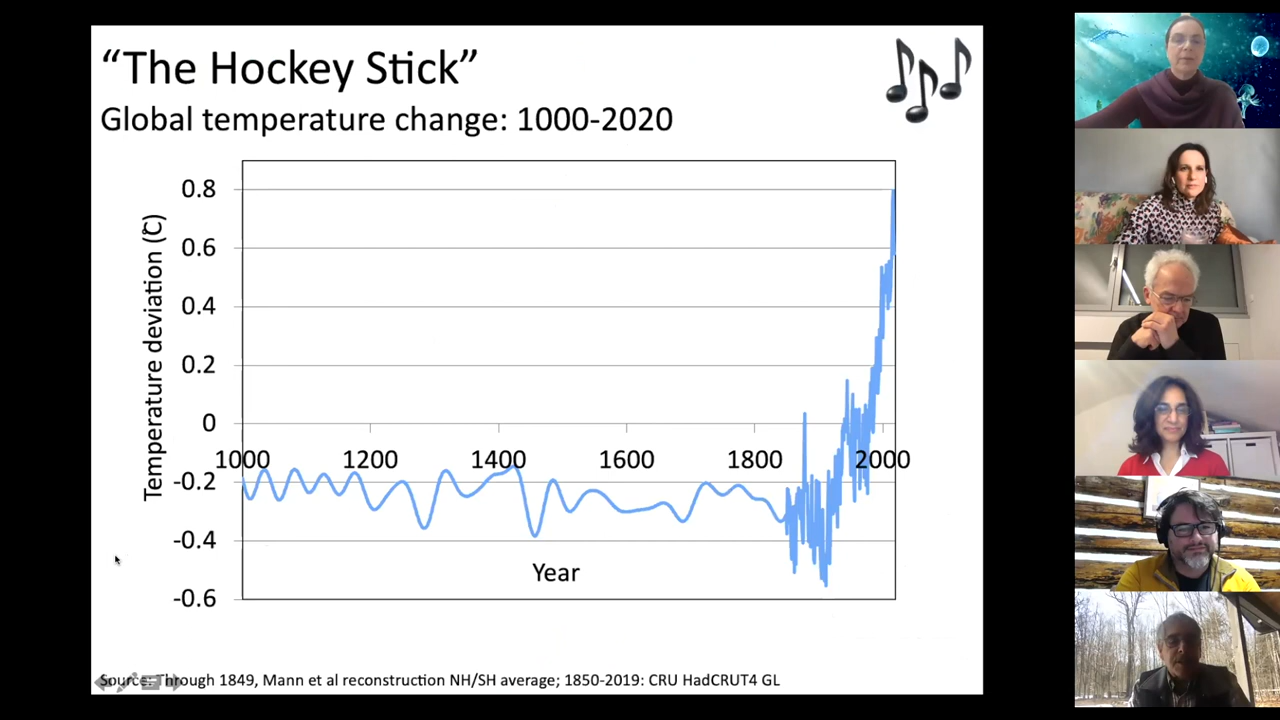 “The Hockey Stick”
Global temperature change: 1000-2020
Temperature deviation (C̊)
0.8
0.6
0.4
0.2
0
-0.2
-0.4
-0.6
1000 1200 1400 1600 1800 2000
Year
Source: Through 1849, Mann et al reconstruction NH/SH average; 1850-2019: CRU HadCRUT4 GL